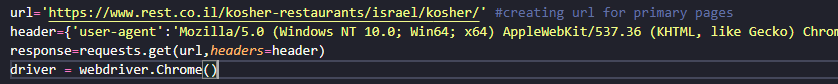 url='https://www.rest.co.il/kosher-restaurants/israel/kosher/' #creating url for primary pages
header={'user-agent':'Mozilla/5.0 (Windows NT 10.0; Win64; x64) AppleWebKit/537.36 (KHTML, like Gecko) Chrom
response=requests.get(url,headers=header)
driver = webdriver.Chrome()